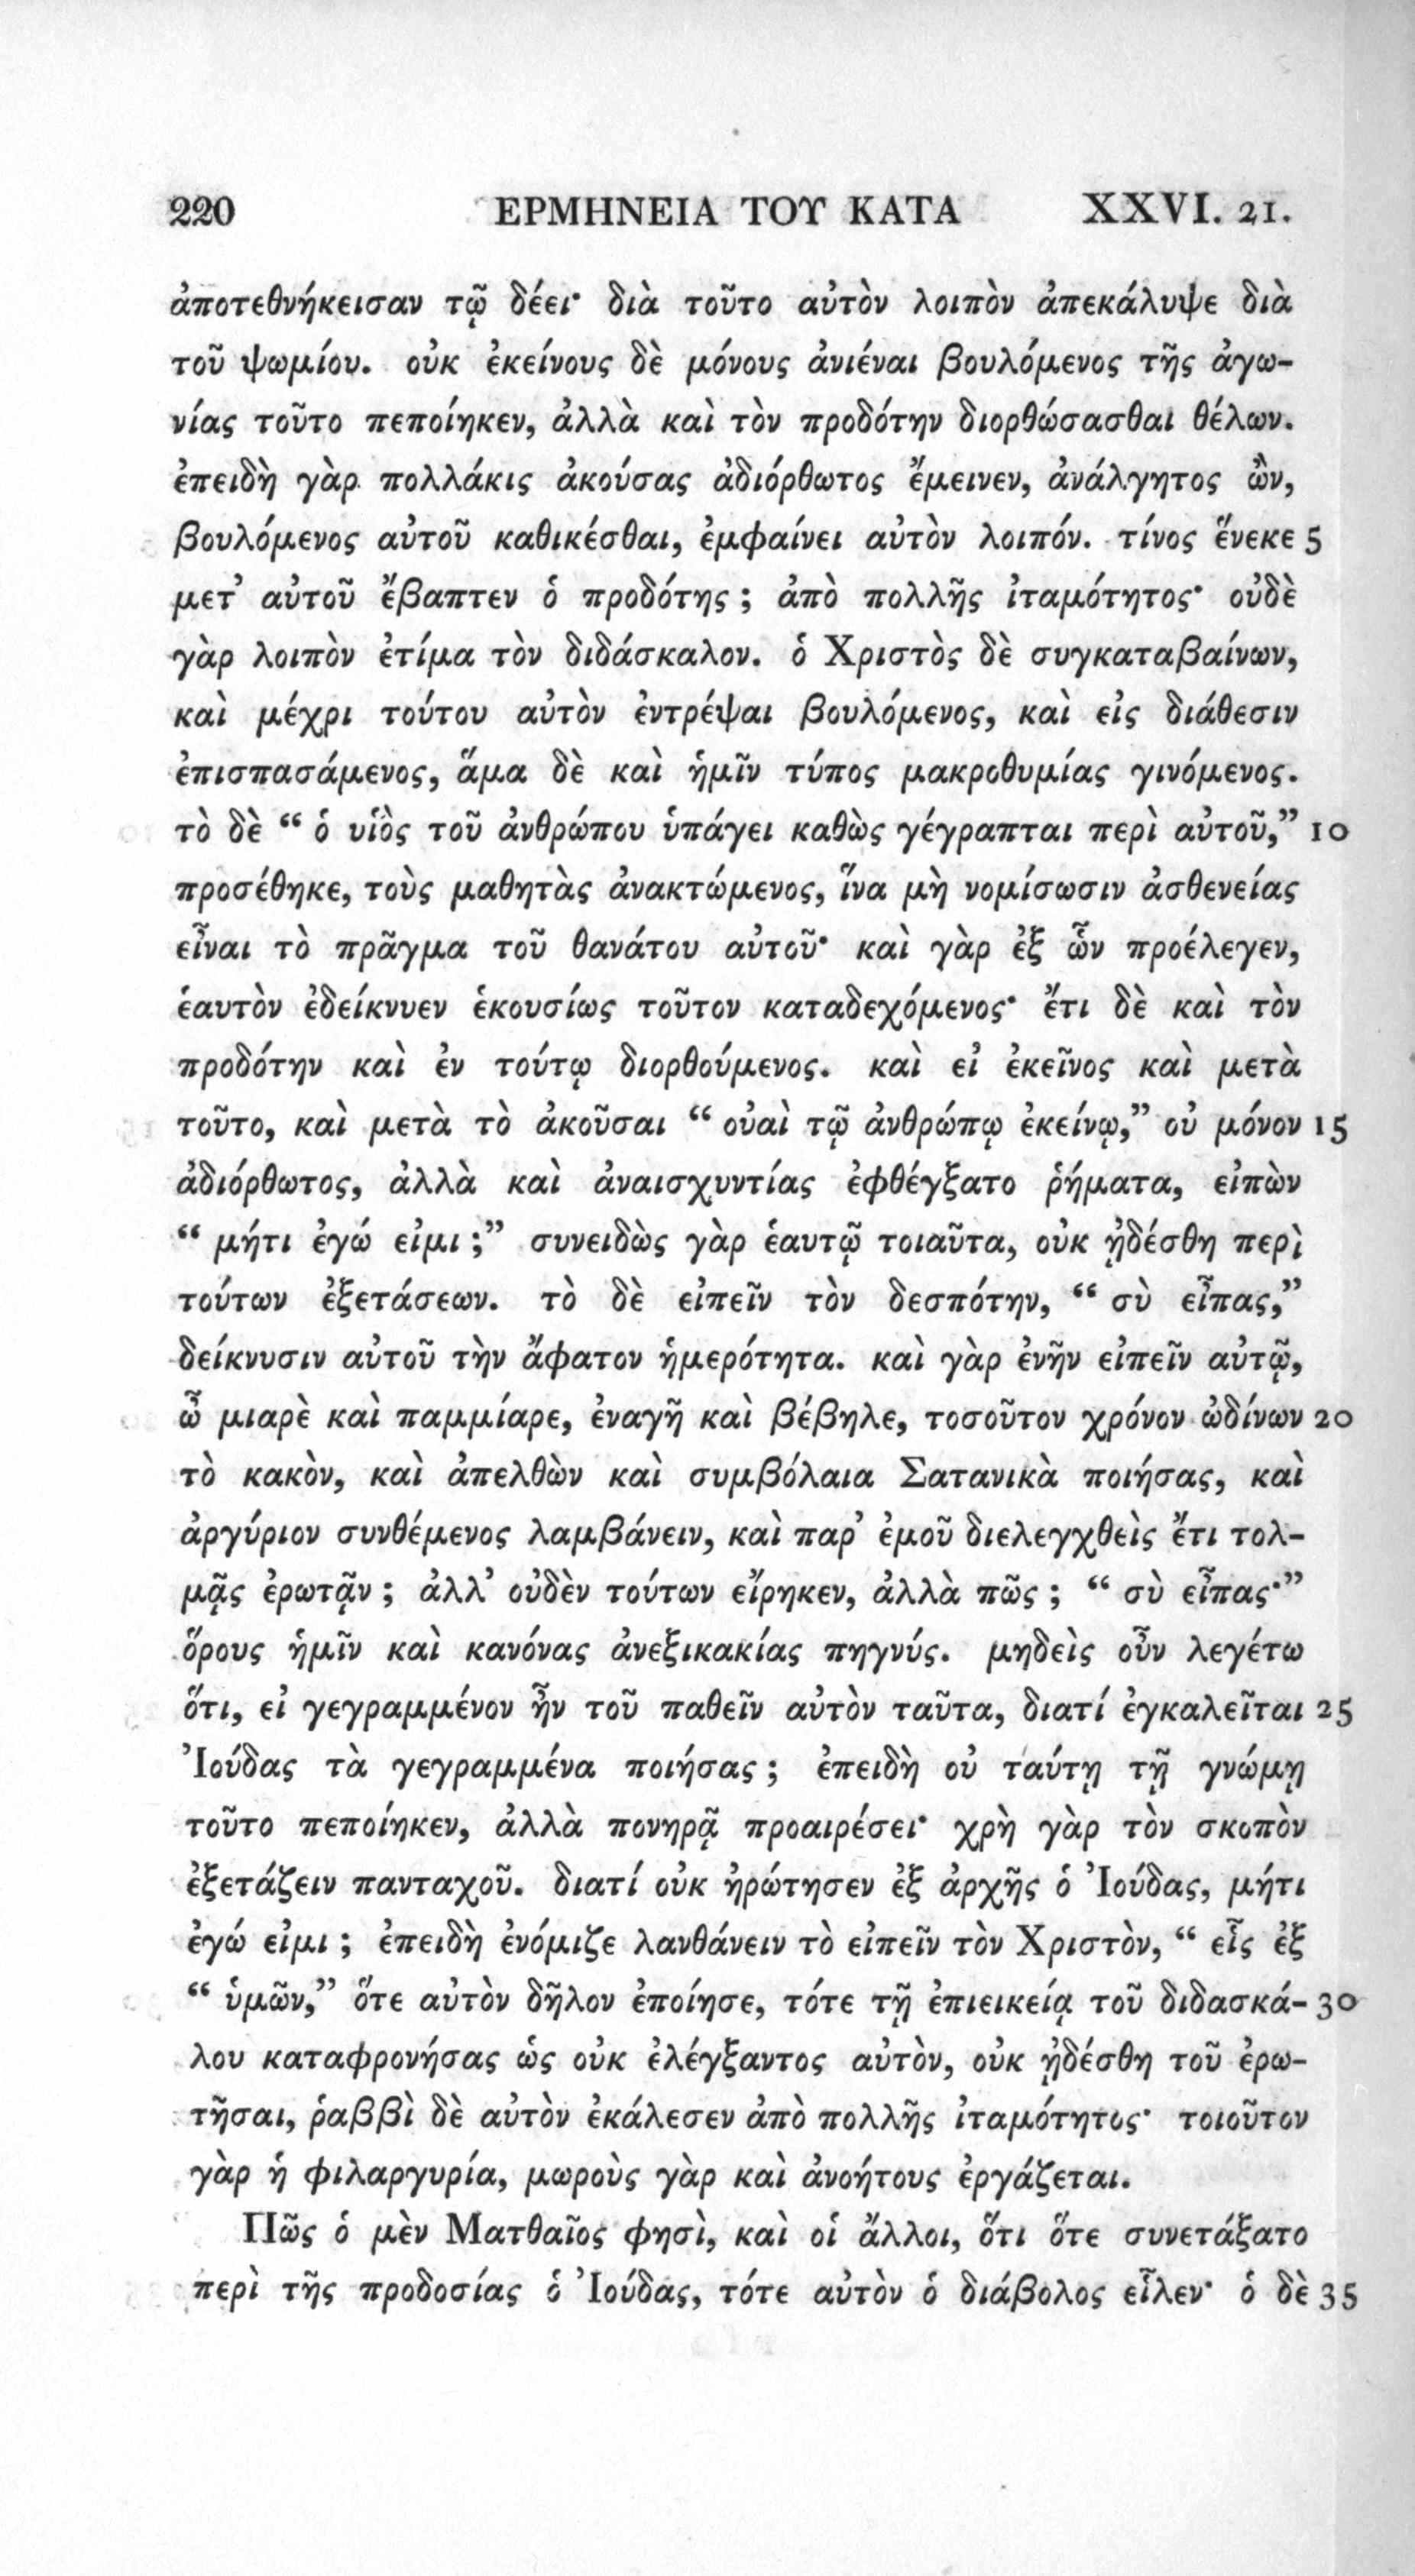 220 ΕΡΜΗΝΕΙΑ ΤΟΥ ΚΑΤΑ XXVI. 21.
ἀποτεθνήκεισαν τῷ δέει· διὰ τοῦτο αὐτὸν λοιπὸν ἀπεκάλυψε διὰ
τοῦ ψωμίου. οὐκ ἐκείνους δὲ μόνους ἀνιέναι βουλόμενος τῆς ἀγω-
νίας τοῦτο πεποίηκεν, ἀλλὰ καὶ τὸν προδότην διορθώσασθαι θέλων.
ἐπειδὴ γὰρ πολλάκις ἀκούσας ἀδιόρθωτος ἔμεινεν, ἀνάλγητος ὢν,
βουλόμενος αὐτοῦ καθικέσθαι, ἐμφαίνει αὐτὸν λοιπόν. τίνος ἕνεκε 5
μετ’ αὐτοῦ ἔβαπτεν ὁ προδότης ; ἀπὸ πολλῆς ἰταμότητος· οὐδὲ
γὰρ λοιπὸν ἐτίμα τὸν διδάσκαλον. ὁ Χριστὸς δὲ συγκαταβαίνων,
καὶ μέχρι τούτου αὐτὸν ἐντρέψαι βουλόμενος, καὶ εἰς διάθεσιν
ἐπισπασάμενος, ἅμα δὲ καὶ ἡμῖν τύπος μακροθυμίας γινόμενος.
τὸ δὲ “ ὁ υἱὸς τοῦ ἀνθρώπου ὑπάγει καθὼς γέγραπται περὶ αὐτοῦ,” 10
προσέθηκε, τοὺς μαθητὰς ἀνακτώμενος, ἵνα μὴ νομίσωσιν ἀσθενείας
εἶναι τὸ πρᾶγμα τοῦ θανάτου αὐτοῦ· καὶ γὰρ ἐξ ὧν προέλεγεν,
ἑαυτὸν ἐδείκνυεν ἑκουσίως τοῦτον καταδεχόμενος· ἔτι δὲ καὶ τὸν
προδότην καὶ ἐν τούτῳ διορθούμενος. καὶ εἰ ἐκεῖνος καὶ μετὰ
τοῦτο, καὶ μετὰ τὸ ἀκοῦσαι “ οὐαὶ τῷ ἀνθρώπῳ ἐκείνῳ,” οὐ μόνον 15
ἀδιόρθωτος, ἀλλὰ καὶ ἀναισχυντίας ἐφθέγξατο ῥήματα, εἰπὼν
“ μήτι ἐγώ εἰμι ;” συνειδὼς γὰρ ἑαυτῷ τοιαῦτα, οὐκ ᾐδέσθη περὶ
τούτων ἐξετάσεων. τὸ δὲ εἰπεῖν τὸν δεσπότην, “ σὺ εἶπας,”
δείκνυσιν αὐτοῦ τὴν ἄφατον ἡμερότητα. καὶ γὰρ ἐνῆν εἰπεῖν αὐτῷ,
ὦ μιαρὲ καὶ παμμίαρε, ἐναγῆ καὶ βέβηλε, τοσοῦτον χρόνον ὠδίνων 20
τὸ κακὸν, καὶ ἀπελθὼν καὶ συμβόλαια Σατανικὰ ποιήσας, καὶ
ἀργύριον συνθέμενος λαμβάνειν, καὶ παρ’ ἐμοῦ διελεγχθεὶς ἔτι τολ-
μᾷς ἐρωτᾷν ; ἀλλ’ οὐδὲν τούτων εἴρηκεν, ἀλλὰ πῶς ; “ σὺ εἶπας·”
ὅρους ἡμῖν καὶ κανόνας ἀνεξικακίας πηγνύς. μηδεὶς οὖν λεγέτω
ὅτι, εἰ γεγραμμένον ἦν τοῦ παθεῖν αὐτὸν ταῦτα, διατί ἐγκαλεῖται 25
Ἰούδας τὰ γεγραμμένα ποιήσας ; ἐπειδὴ οὐ ταύτῃ τῇ γνώμῃ
τοῦτο πεποίηκεν, ἀλλὰ πονηρᾷ προαιρέσει· χρὴ γὰρ τὸν σκοπὸν
ἐξετάζειν πανταχοῦ. διατί οὐκ ἠρώτησεν ἐξ ἀρχῆς ὁ Ἰούδας, μήτι
ἐγώ εἰμι ; ἐπειδὴ ἐνόμιζε λανθάνειν τὸ εἰπεῖν τὸν Χριστὸν, “ εἷς ἐξ
“ ὑμῶν,” ὅτε αὐτὸν δῆλον ἐποίησε, τότε τῇ ἐπιεικείᾳ τοῦ διδασκά- 30
λου καταφρονήσας ὡς οὐκ ἐλέγξαντος αὐτὸν, οὐκ ᾐδέσθη τοῦ ἐρω-
τῆσαι, ῥαββὶ δὲ αὐτὸν ἐκάλεσεν ἀπὸ πολλῆς ἰταμότητος· τοιοῦτον
γὰρ ἡ φιλαργυρία, μωροὺς γὰρ καὶ ἀνοήτους ἐργάζεται.
Πῶς ὁ μὲν Ματθαῖος φησὶ, καὶ οἱ ἄλλοι, ὅτι ὅτε συνετάξατο
περὶ τῆς προδοσίας ὁ Ἰούδας, τότε αὐτὸν ὁ διάβολος εἷλεν· ὁ δὲ 35